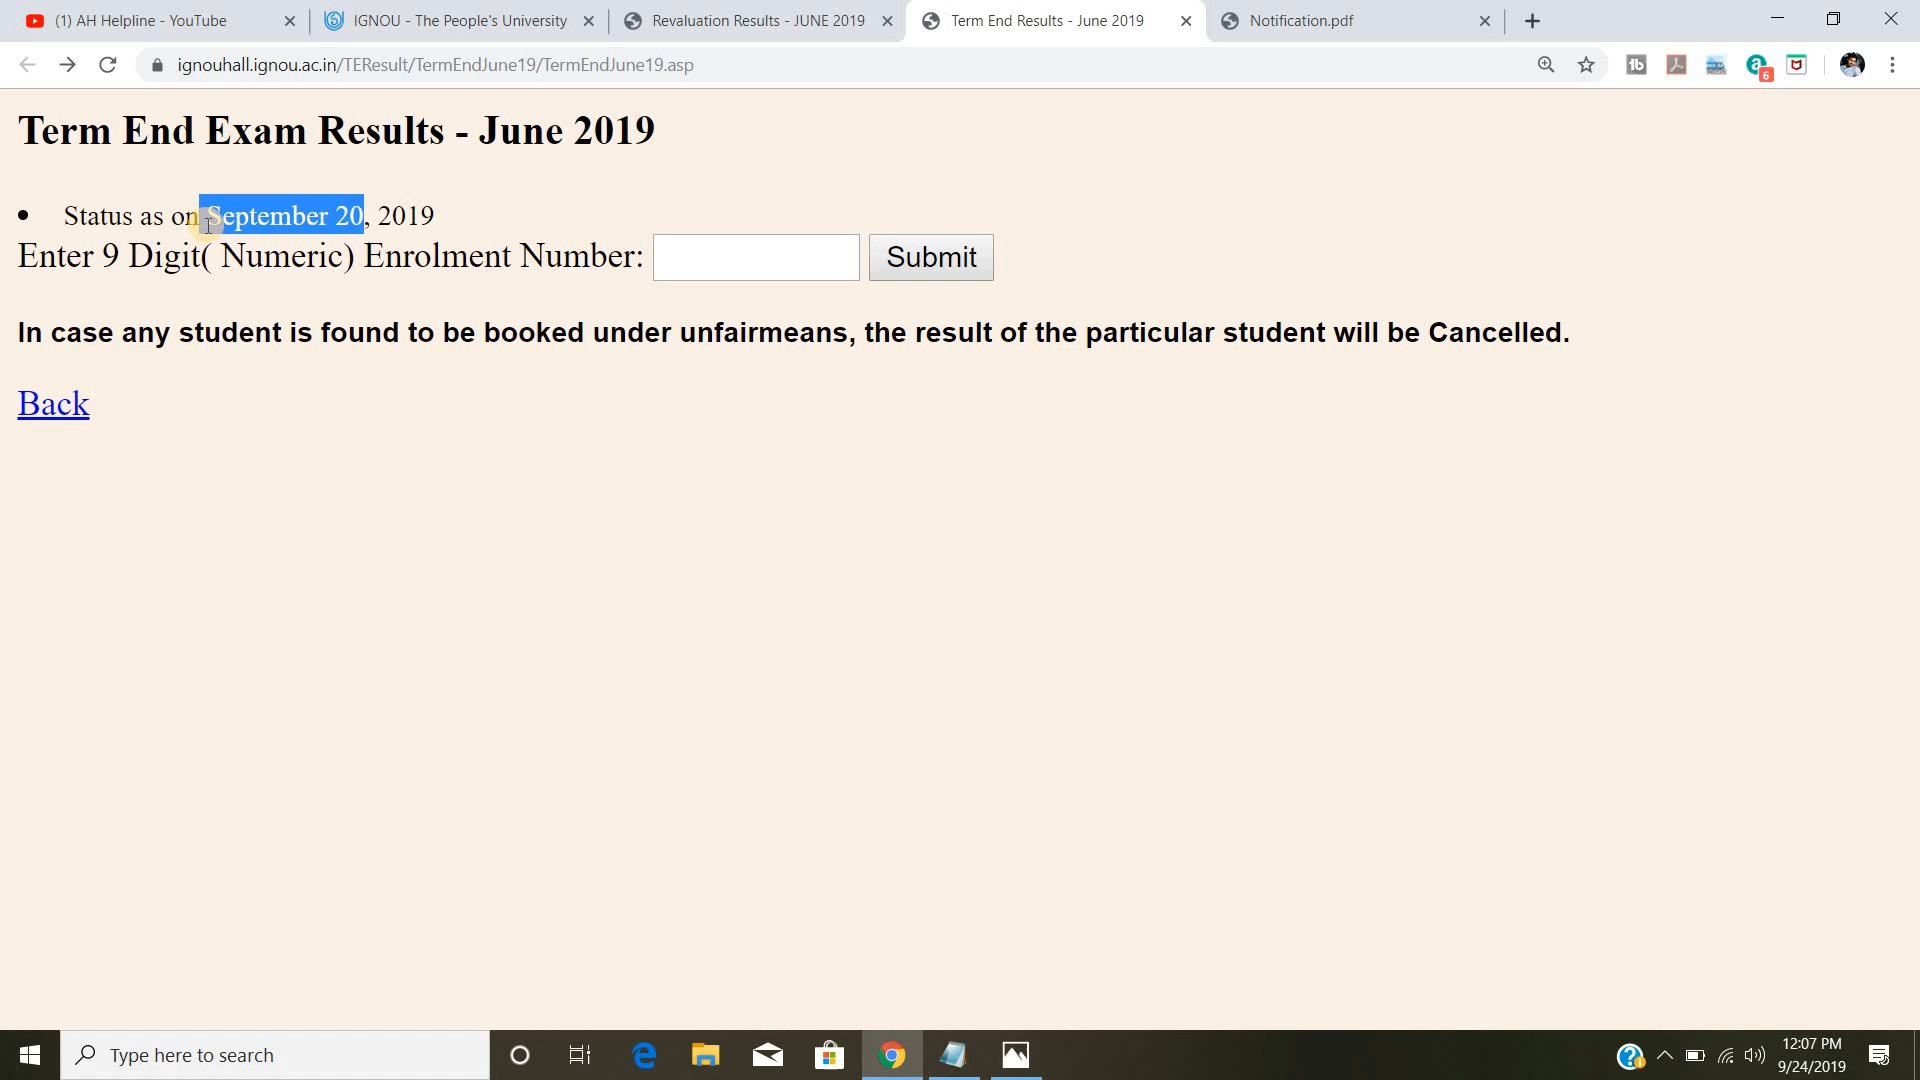 (1) AH Helpline - YouTube
IGNOU - The People's University
Revaluation Results - JUNE 2019
Term End Results - June 2019
Notification.pdf
ignouhall.ignou.ac.in/TEResult/TermEndJune19/TermEndJune19.asp
6
Term End Exam Results - June 2019
Status as on September 20, 2019
Enter 9 Digit( Numeric) Enrolment Number:
Submit
In case any student is found to be booked under unfairmeans, the result of the particular student will be Cancelled.
Back
Type here to search
12:07 PM
9/24/2019